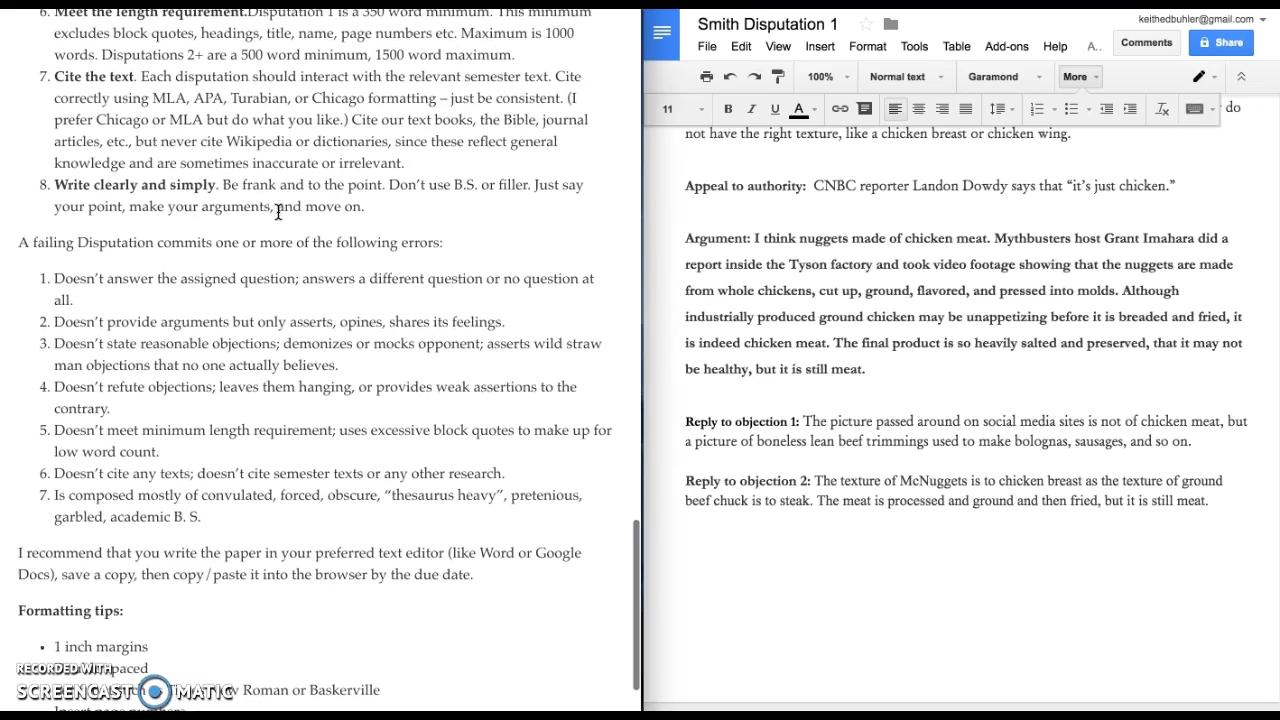 6. Meet the length requirement.Disputation 1 is a 350 word minimum. This minimum
excludes block quotes, headings, title, name, page numbers etc. Maximum is 1000
words. Disputations 2+ are a 500 word minimum, 1500 word maximum.
7. Cite the text. Each disputation should interact with the relevant semester text. Cite
correctly using MLA, APA, Turabian, or Chicago formatting – just be consistent. (I
prefer Chicago or MLA but do what you like.) Cite our text books, the Bible, journal
articles, etc., but never cite Wikipedia or dictionaries, since these reflect general
knowledge and are sometimes inaccurate or irrelevant.
8. Write clearly and simply. Be frank and to the point. Don’t use B.S. or filler. Just say
your point, make your arguments, and move on.
A failing Disputation commits one or more of the following errors:
1. Doesn’t answer the assigned question; answers a different question or no question at
all.
2. Doesn’t provide arguments but only asserts, opines, shares its feelings.
3. Doesn’t state reasonable objections; demonizes or mocks opponent; asserts wild straw
man objections that no one actually believes.
4. Doesn’t refute objections; leaves them hanging, or provides weak assertions to the
contrary.
5. Doesn’t meet minimum length requirement; uses excessive block quotes to make up for
low word count.
6. Doesn’t cite any texts; doesn’t cite semester texts or any other research.
7. Is composed mostly of convulated, forced, obscure, “thesaurus heavy”, pretenious,
garbled, academic B. S.
I recommend that you write the paper in your preferred text editor (like Word or Google
Docs), save a copy, then copy/paste it into the browser by the due date.
Formatting tips:
• 1 inch margins
paced
Roman or Baskerville
Insert page numbers
RECORDED WITH
SCREENCAST MATIC
Smith Disputation 1
keithedbuhler@gmail.com
File Edit View Insert Format Tools Table Add-ons Help A...
Comments
Share
100% Normal text Garamond More
11 B I U A
do
not have the right texture, like a chicken breast or chicken wing.
Appeal to authority: CNBC reporter Landon Dowdy says that “it’s just chicken.”
Argument: I think nuggets made of chicken meat. Mythbusters host Grant Imahara did a
report inside the Tyson factory and took video footage showing that the nuggets are made
from whole chickens, cut up, ground, flavored, and pressed into molds. Although
industrially produced ground chicken may be unappetizing before it is breaded and fried, it
is indeed chicken meat. The final product is so heavily salted and preserved, that it may not
be healthy, but it is still meat.
Reply to objection 1: The picture passed around on social media sites is not of chicken meat, but
a picture of boneless lean beef trimmings used to make bolognas, sausages, and so on.
Reply to objection 2: The texture of McNuggets is to chicken breast as the texture of ground
beef chuck is to steak. The meat is processed and ground and then fried, but it is still meat.